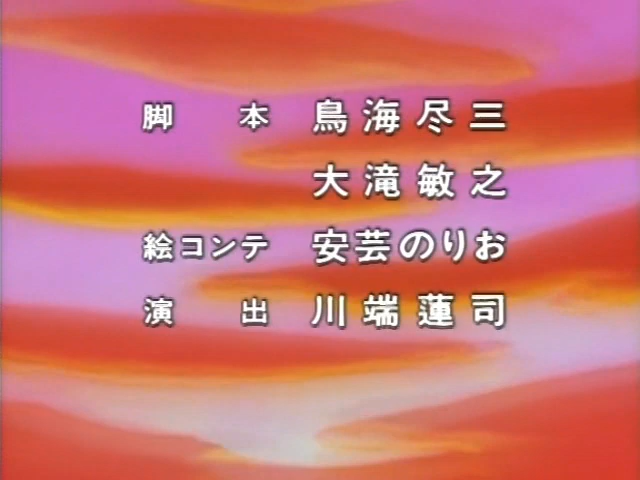 脚本 鳥海尽三
大滝敏之
絵コンテ 安芸のりお
演出 川端蓮司